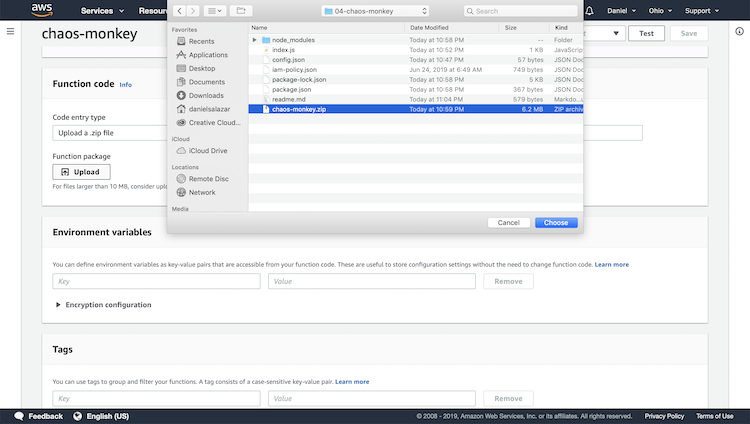 aws
Services
Resour
04-chaos-monkey
Search
Daniel
Ohio
Support
chaos-monkey
Test
Save
Favorites
Recents
Applications
Desktop
Documents
Downloads
danielsalazar
Creative Cloud...
iCloud
iCloud Drive
Locations
Remote Disc
Network
Media
Name Date Modified Size Kind
node_modules Today at 10:58 PM -- Folder
index.js Today at 10:52 PM 1 KB JavaScript
config.json Today at 10:47 PM 57 bytes JSON Doc
iam-policy.json Jun 24, 2019 at 6:49 AM 749 bytes JSON Doc
package-lock.json Today at 10:58 PM 5 KB JSON Doc
package.json Today at 10:58 PM 367 bytes JSON Doc
readme.md Today at 11:04 PM 579 bytes Markdo...
chaos-monkey.zip Today at 10:59 PM 6.2 MB ZIP archiv
Cancel
Choose
Function code Info
Code entry type
Upload a .zip file
Function package
Upload
For files larger than 10 MB, consider uplo
Environment variables
You can define environment variables as key-value pairs that are accessible from your function code. These are useful to store configuration settings without the need to change function code. Learn more
Key
Value
Remove
Encryption configuration
Tags
You can use tags to group and filter your functions. A tag consists of a case-sensitive key-value pair. Learn more
Key
Value
Remove
Feedback
English (US)
© 2008 - 2019, Amazon Web Services, Inc. or its affiliates. All rights reserved.
Privacy Policy
Terms of Use